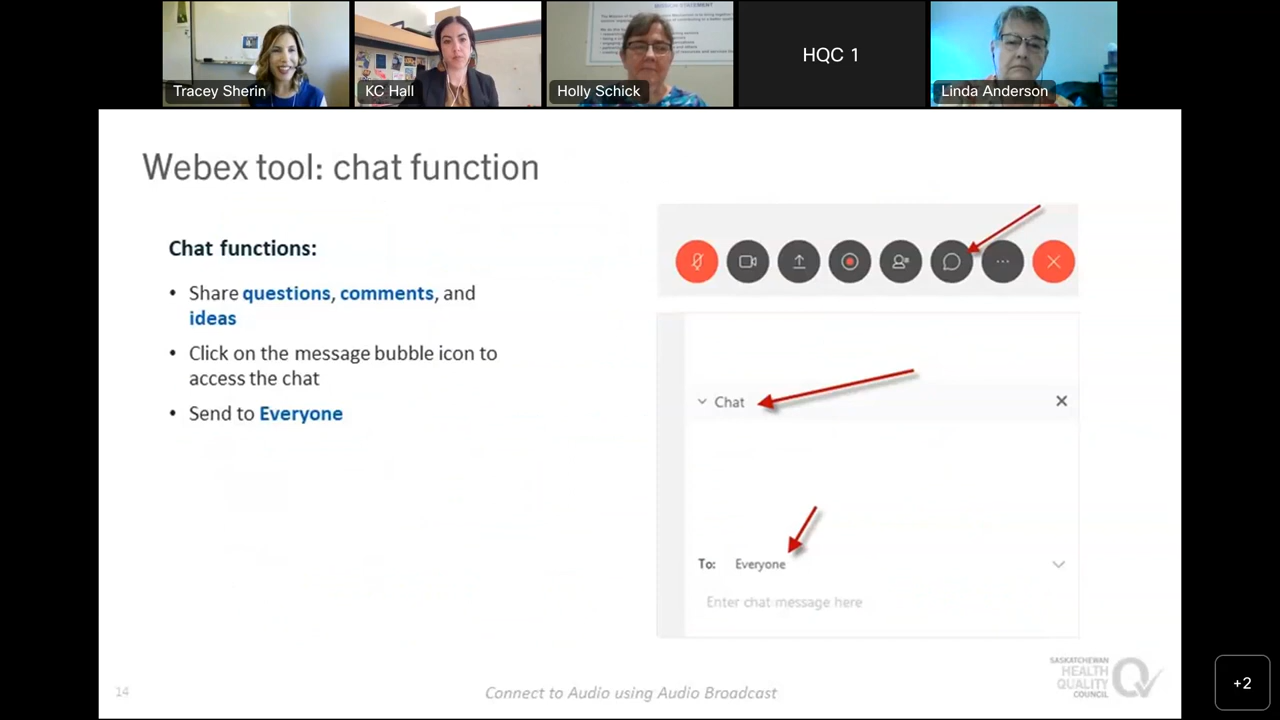 MISSION STATEMENT
Tracey Sherin
KC Hall
Holly Schick
HQC 1
Linda Anderson
Webex tool: chat function
Chat functions:
• Share questions, comments, and
ideas
• Click on the message bubble icon to
access the chat
• Send to Everyone
Chat
To: Everyone
Enter chat message here
14
Connect to Audio using Audio Broadcast
SASKATCHEWAN
HEALTH
QUALITY
COUNCIL
+2